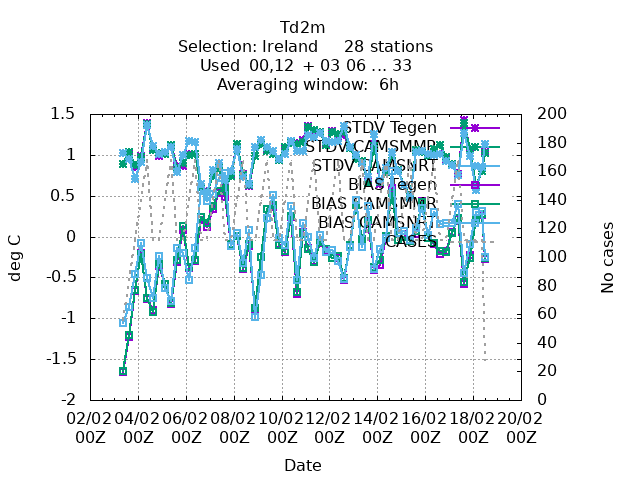 Td2m
Selection: Ireland 28 stations
Used 00,12 + 03 06 ... 33
Averaging window: 6h
1.5
1
0.5
0
-0.5
-1
-1.5
-2
200
180
160
140
120
100
80
60
40
20
0
STDV Tegen
STDV CAMSMMR
STDV CAMSNRT
BIAS Tegen
BIAS CAMSMMR
BIAS CAMSNRT
CASES
deg C
No cases
02/02 04/02 06/02 08/02 10/02 12/02 14/02 16/02 18/02 20/02
00Z 00Z 00Z 00Z 00Z 00Z 00Z 00Z 00Z 00Z
Date